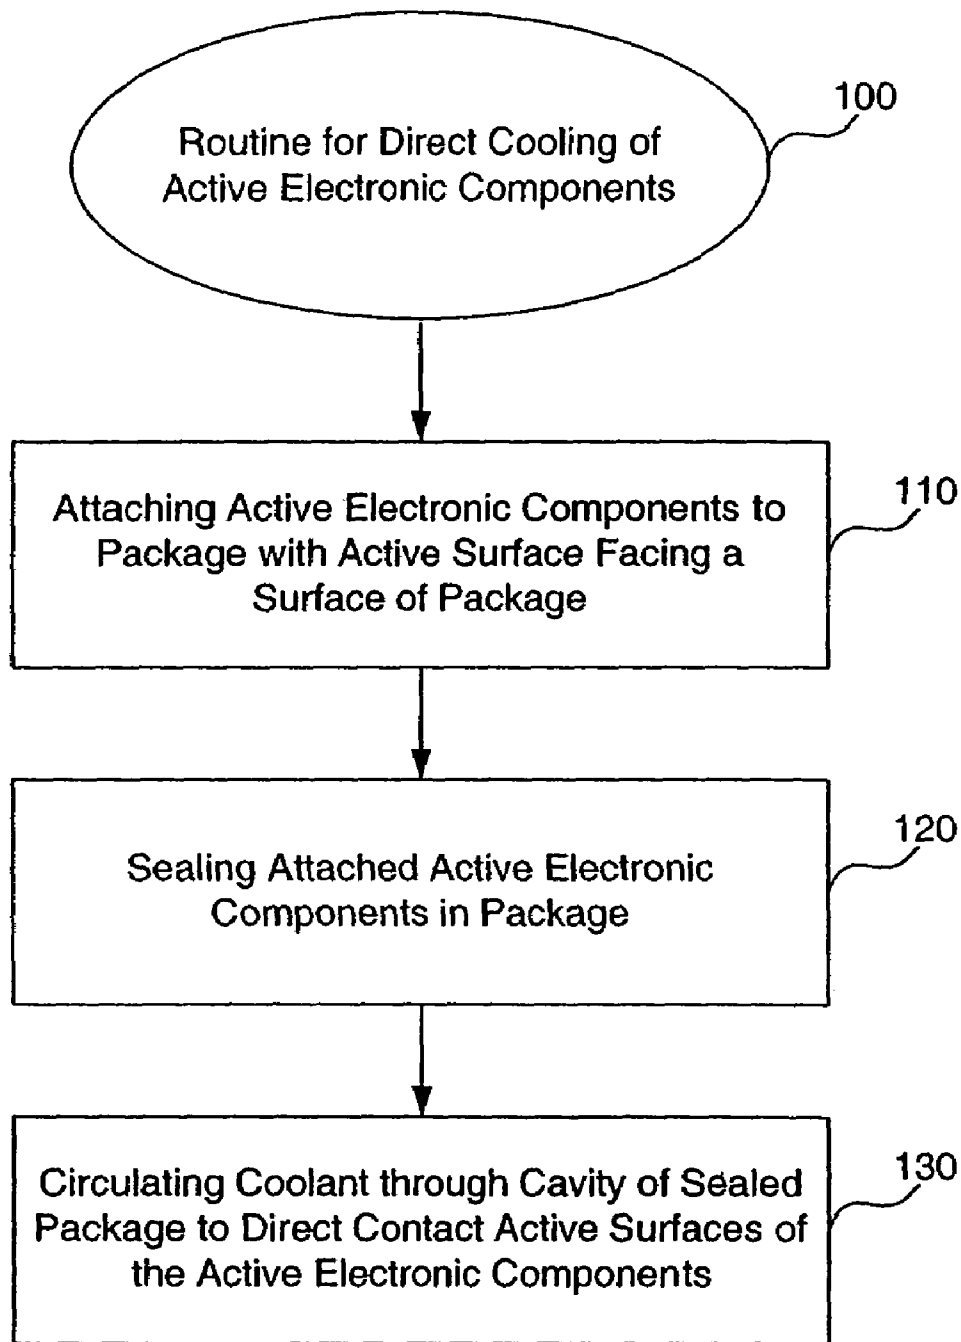 100
Routine for Direct Cooling of
Active Electronic Components
110
Attaching Active Electronic Components to
Package with Active Surface Facing a
Surface of Package
120
Sealing Attached Active Electronic
Components in Package
130
Circulating Coolant through Cavity of Sealed
Package to Direct Contact Active Surfaces of
the Active Electronic Components